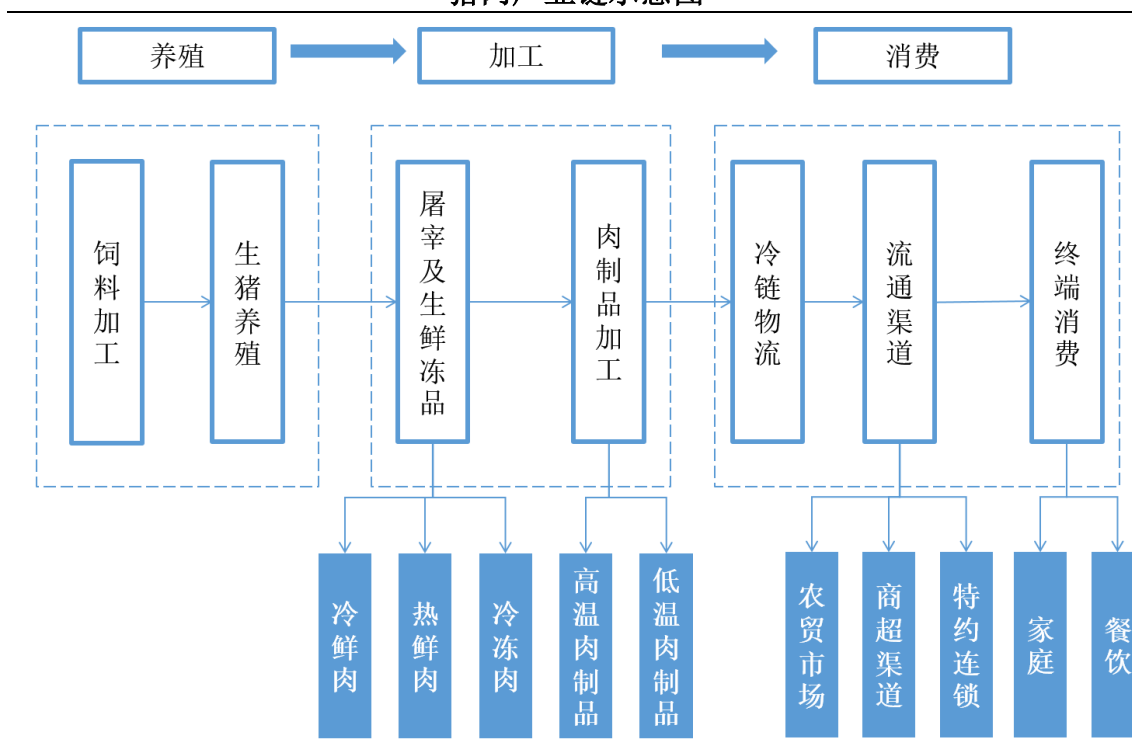 养殖
加工
消费
饲料加工
生猪养殖
屠宰及生鲜冻品
肉制品加工
冷链物流
流通渠道
终端消费
冷鲜肉
热鲜肉
冷冻肉
高温肉制品
低温肉制品
农贸市场
商超渠道
特约连锁
家庭
餐饮